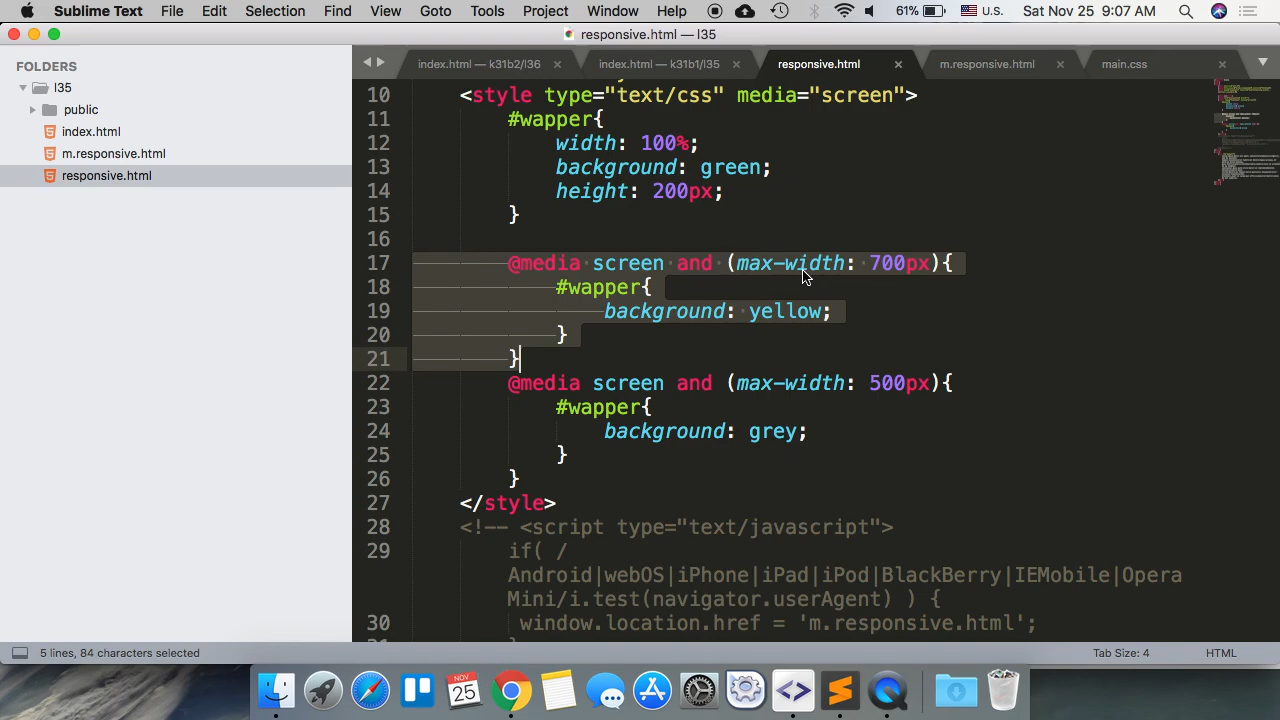 Sublime Text File Edit Selection Find View Goto Tools Project Window Help 61% U.S. Sat Nov 25 9:07 AM
responsive.html — l35
FOLDERS
l35
public
index.html
m.responsive.html
responsive.html
index.html — k31b2/l36 index.html — k31b1/l35 responsive.html m.responsive.html main.css
10 <style type="text/css" media="screen">
11 #wapper{
12 width: 100%;
13 background: green;
14 height: 200px;
15 }
16
17 @media screen and (max-width: 700px){
18 #wapper{
19 background: yellow;
20 }
21 }
22 @media screen and (max-width: 500px){
23 #wapper{
24 background: grey;
25 }
26 }
27 </style>
28 <!-- <script type="text/javascript">
29 if( /
Android|webOS|iPhone|iPad|iPod|BlackBerry|IEMobile|Opera
Mini/i.test(navigator.userAgent) ) {
30 window.location.href = 'm.responsive.html';
5 lines, 84 characters selected Tab Size: 4 HTML
NOV
25